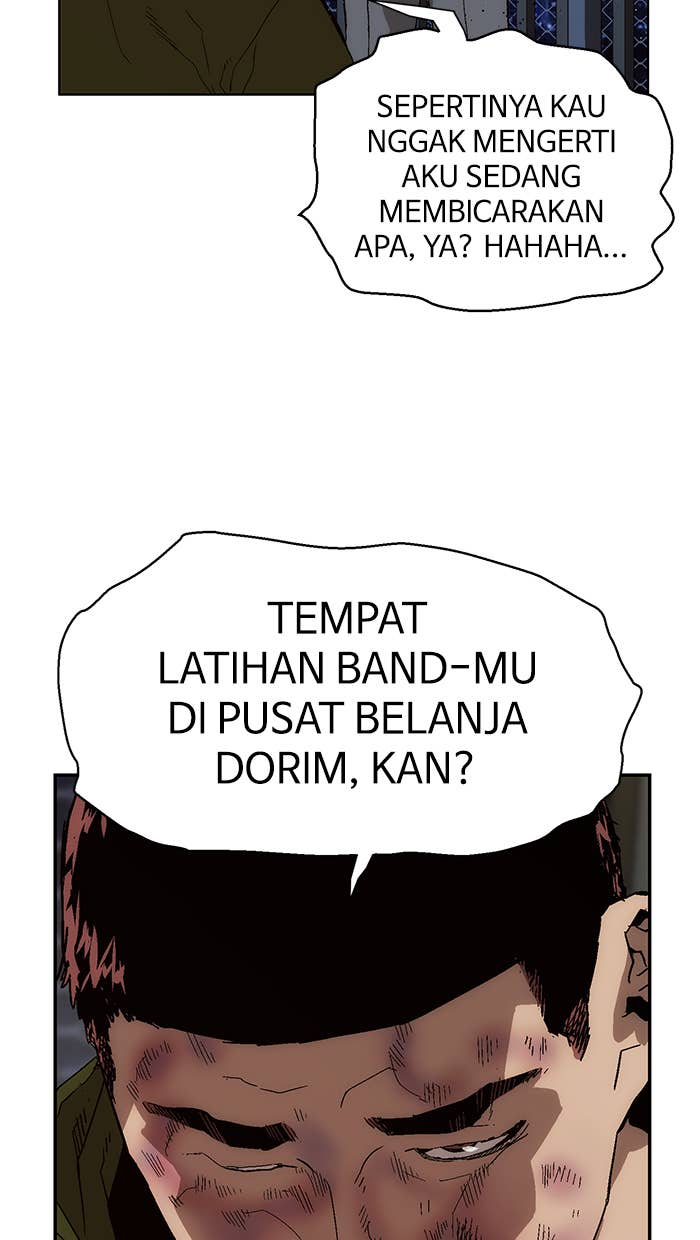 SEPERTINYA KAU
NGGAK MENGERTI
AKU SEDANG
MEMBICARAKAN
APA, YA? HAHAHA...
TEMPAT
LATIHAN BAND-MU
DI PUSAT BELANJA
DORIM, KAN?